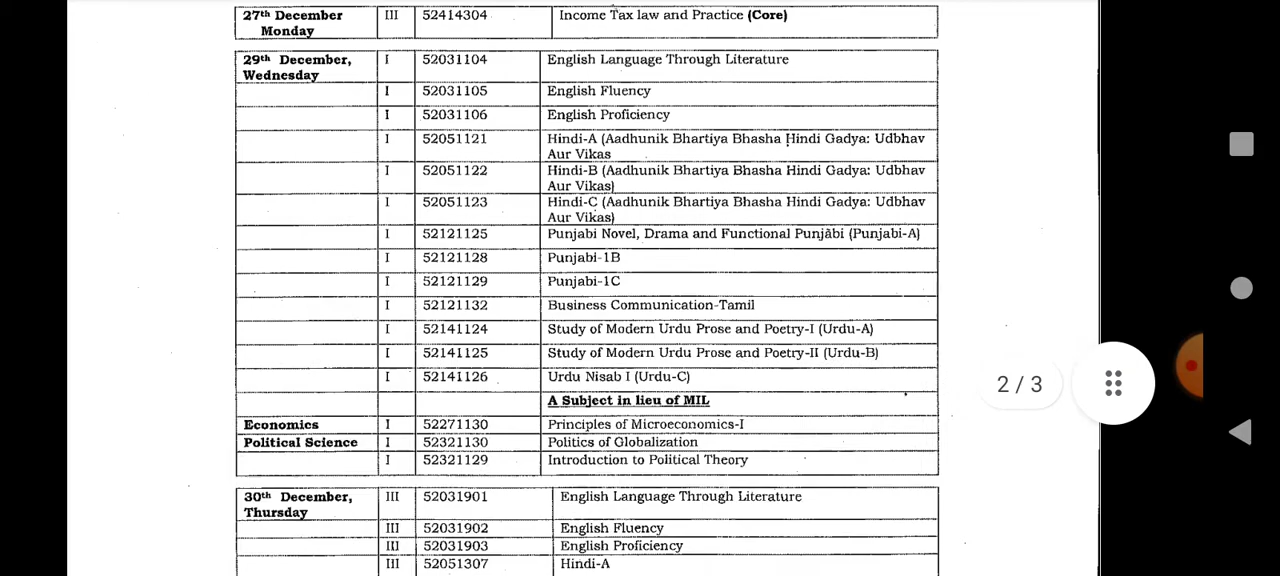 27th December III 52414304 Income Tax law and Practice (Core)
Monday
29th December, I 52031104 English Language Through Literature
Wednesday
I 52031105 English Fluency
I 52031106 English Proficiency
I 52051121 Hindi-A (Aadhunik Bhartiya Bhasha Hindi Gadya: Udbhav
Aur Vikas
I 52051122 Hindi-B (Aadhunik Bhartiya Bhasha Hindi Gadya: Udbhav
Aur Vikas)
I 52051123 Hindi-C (Aadhunik Bhartiya Bhasha Hindi Gadya: Udbhav
Aur Vikas)
I 52121125 Punjabi Novel, Drama and Functional Punjabi (Punjabi-A)
I 52121128 Punjabi-1B
I 52121129 Punjabi-1C
I 52121132 Business Communication-Tamil
I 52141124 Study of Modern Urdu Prose and Poetry-I (Urdu-A)
I 52141125 Study of Modern Urdu Prose and Poetry-II (Urdu-B)
I 52141126 Urdu Nisab I (Urdu-C)
A Subject in lieu of MIL
Economics I 52271130 Principles of Microeconomics-I
Political Science I 52321130 Politics of Globalization
I 52321129 Introduction to Political Theory
30th December, III 52031901 English Language Through Literature
Thursday
III 52031902 English Fluency
III 52031903 English Proficiency
III 52051307 Hindi-A
2 / 3